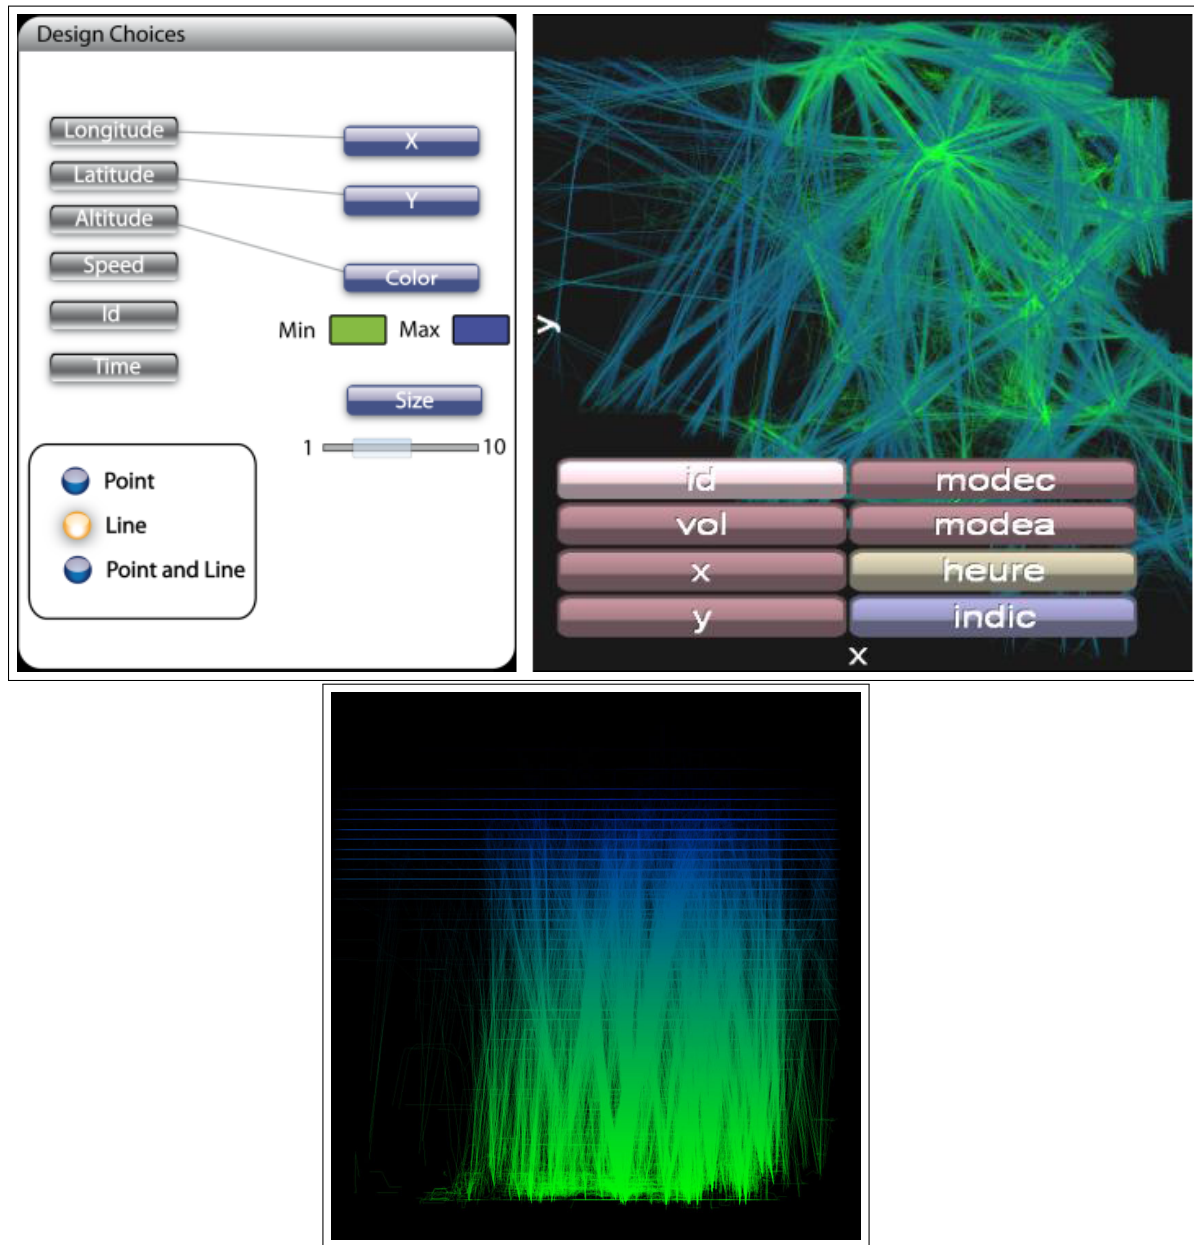 Design Choices
Longitude
X
Latitude
Y
Altitude
Speed
Color
Id
Min
Max
Time
Size
1
10
Point
Line
Point and Line
y
id
modec
vol
modea
x
heure
y
indic
x